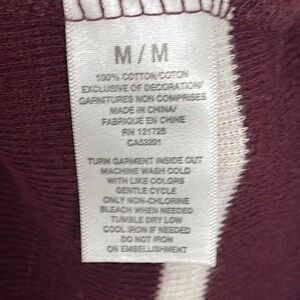 M / M
100% COTTON/COTON
EXCLUSIVE OF DECORATION/
GARNITURES NON COMPRISES
MADE IN CHINA/
FABRIQUE EN CHINE
RN 121726
CA53301
TURN GARMENT INSIDE OUT
MACHINE WASH COLD
WITH LIKE COLORS
GENTLE CYCLE
ONLY NON-CHLORINE
BLEACH WHEN NEEDED
TUMBLE DRY LOW
COOL IRON IF NEEDED
DO NOT IRON
ON EMBELLISHMENT